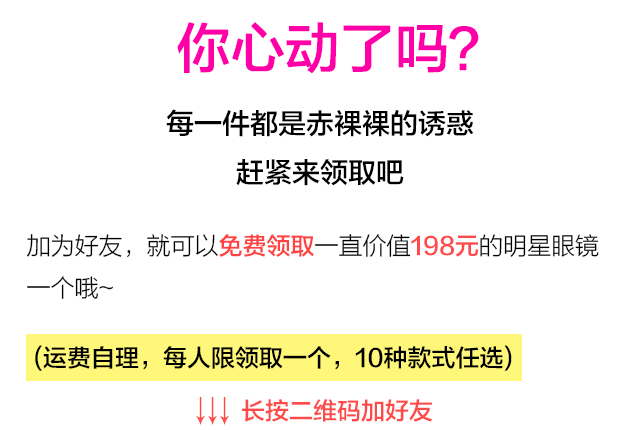 你心动了吗?
每一件都是赤裸裸的诱惑
赶紧来领取吧
加为好友，就可以免费领取一直价值198元的明星眼镜
一个哦~
(运费自理，每人限领取一个，10种款式任选)
↓↓↓ 长按二维码加好友